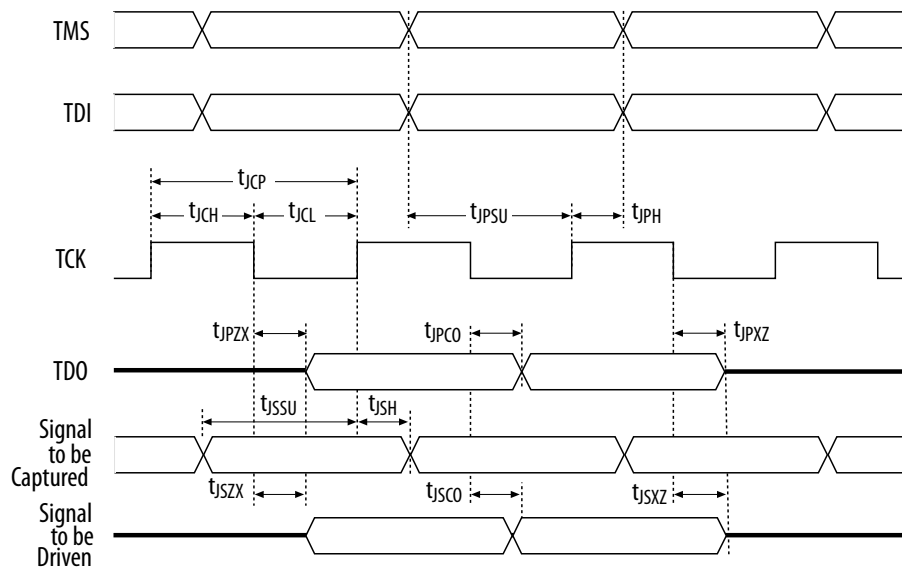 TMS
TDI
tJCP
tJCH
tJCL
tJPSU
tJPH
TCK
tJPZX
tJPCO
tJPXZ
TDO
tJSSU
tJSH
Signal
to be
Captured
tJSZX
tJSCO
tJSXZ
Signal
to be
Driven